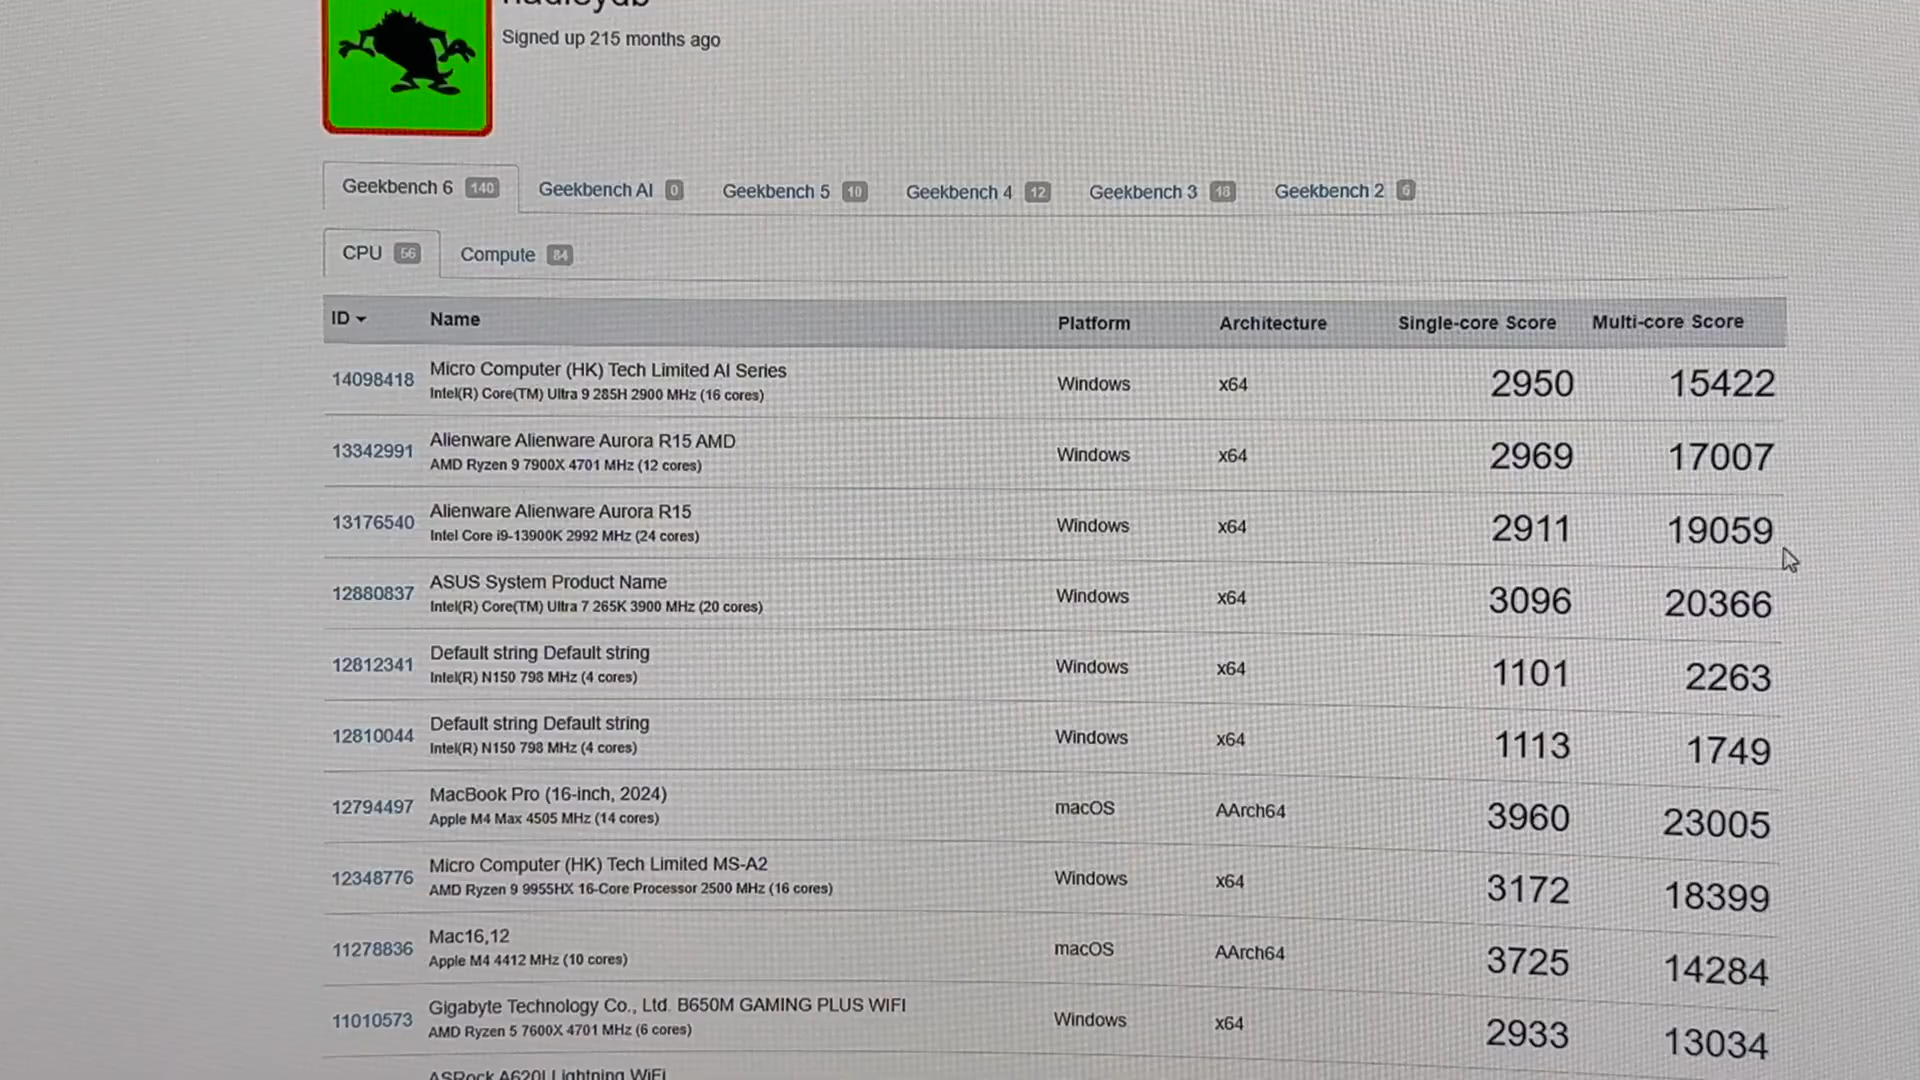 Signed up 215 months ago
Geekbench 6 140 Geekbench AI 0 Geekbench 5 10 Geekbench 4 12 Geekbench 3 18 Geekbench 2 6
CPU 56 Compute 84
ID Name Platform Architecture Single-core Score Multi-core Score
14098418 Micro Computer (HK) Tech Limited AI Series Windows x64 2950 15422
Intel(R) Core(TM) Ultra 9 285H 2900 MHz (16 cores)
13342991 Alienware Alienware Aurora R15 AMD Windows x64 2969 17007
AMD Ryzen 9 7900X 4701 MHz (12 cores)
13176540 Alienware Alienware Aurora R15 Windows x64 2911 19059
Intel Core i9-13900K 2992 MHz (24 cores)
12880837 ASUS System Product Name Windows x64 3096 20366
Intel(R) Core(TM) Ultra 7 265K 3900 MHz (20 cores)
12812341 Default string Default string Windows x64 1101 2263
Intel(R) N150 798 MHz (4 cores)
12810044 Default string Default string Windows x64 1113 1749
Intel(R) N150 798 MHz (4 cores)
12794497 MacBook Pro (16-inch, 2024) macOS AArch64 3960 23005
Apple M4 Max 4505 MHz (14 cores)
12348776 Micro Computer (HK) Tech Limited MS-A2 Windows x64 3172 18399
AMD Ryzen 9 9955HX 16-Core Processor 2500 MHz (16 cores)
11278836 Mac16,12 macOS AArch64 3725 14284
Apple M4 4412 MHz (10 cores)
11010573 Gigabyte Technology Co., Ltd. B650M GAMING PLUS WIFI Windows x64 2933 13034
AMD Ryzen 5 7600X 4701 MHz (6 cores)
ASRock A620I Lightning WiFi